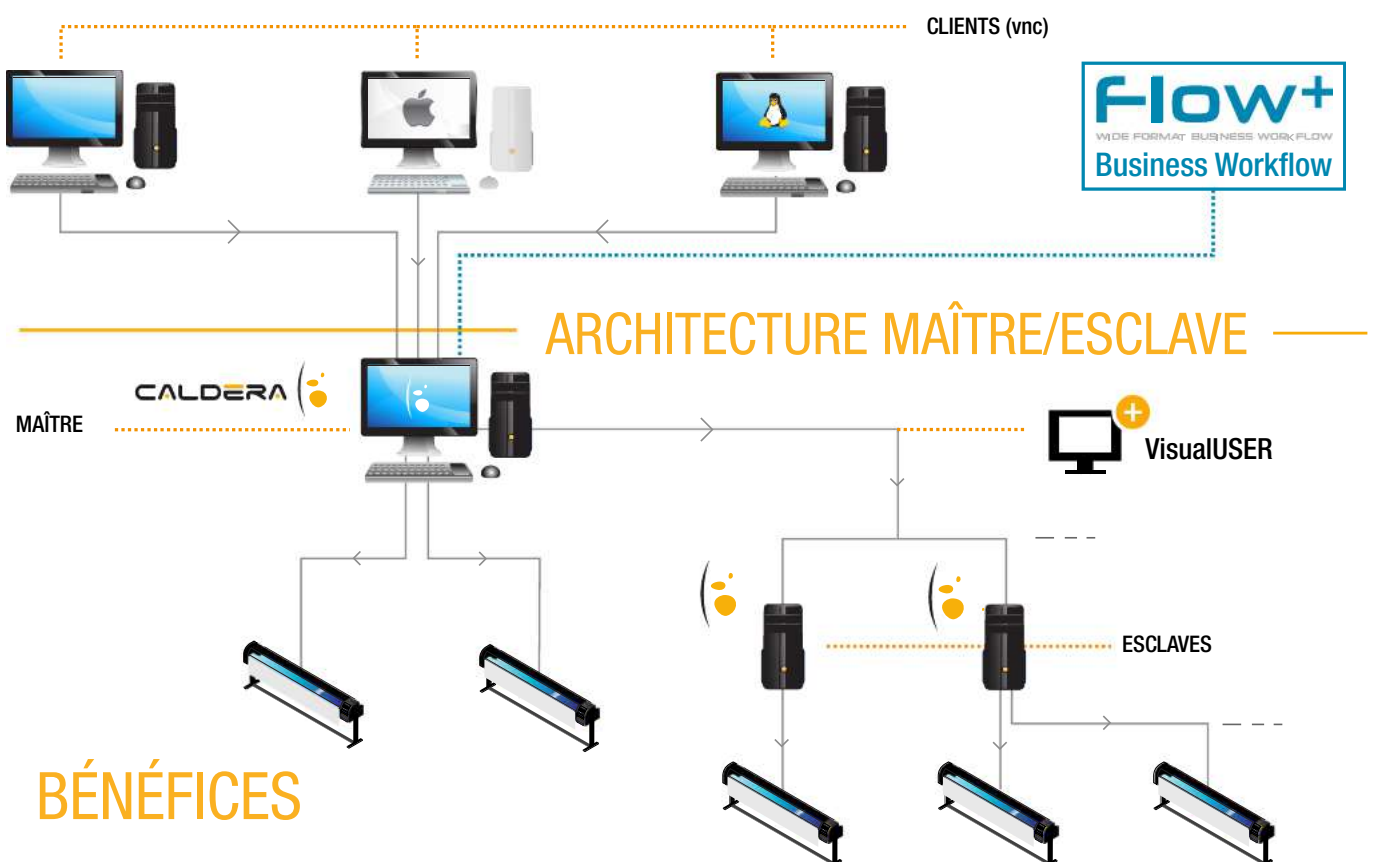 CLIENTS (vnc)
Flow+
WIDE FORMAT BUSINESS WORKFLOW
Business Workflow
ARCHITECTURE MAÎTRE/ESCLAVE
CALDERA
MAÎTRE
+
VisualUSER
ESCLAVES
BÉNÉFICES